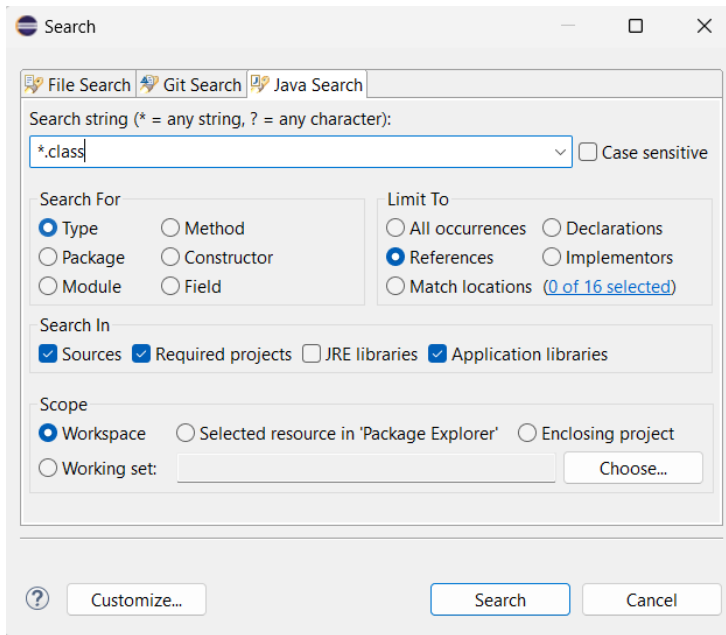 Search
File Search Git Search Java Search
Search string (* = any string, ? = any character):
*.class
Case sensitive
Search For
Type Method
Package Constructor
Module Field
Limit To
All occurrences Declarations
References Implementors
Match locations (0 of 16 selected)
Search In
Sources Required projects JRE libraries Application libraries
Scope
Workspace Selected resource in 'Package Explorer' Enclosing project
Working set: Choose...
? Customize... Search Cancel